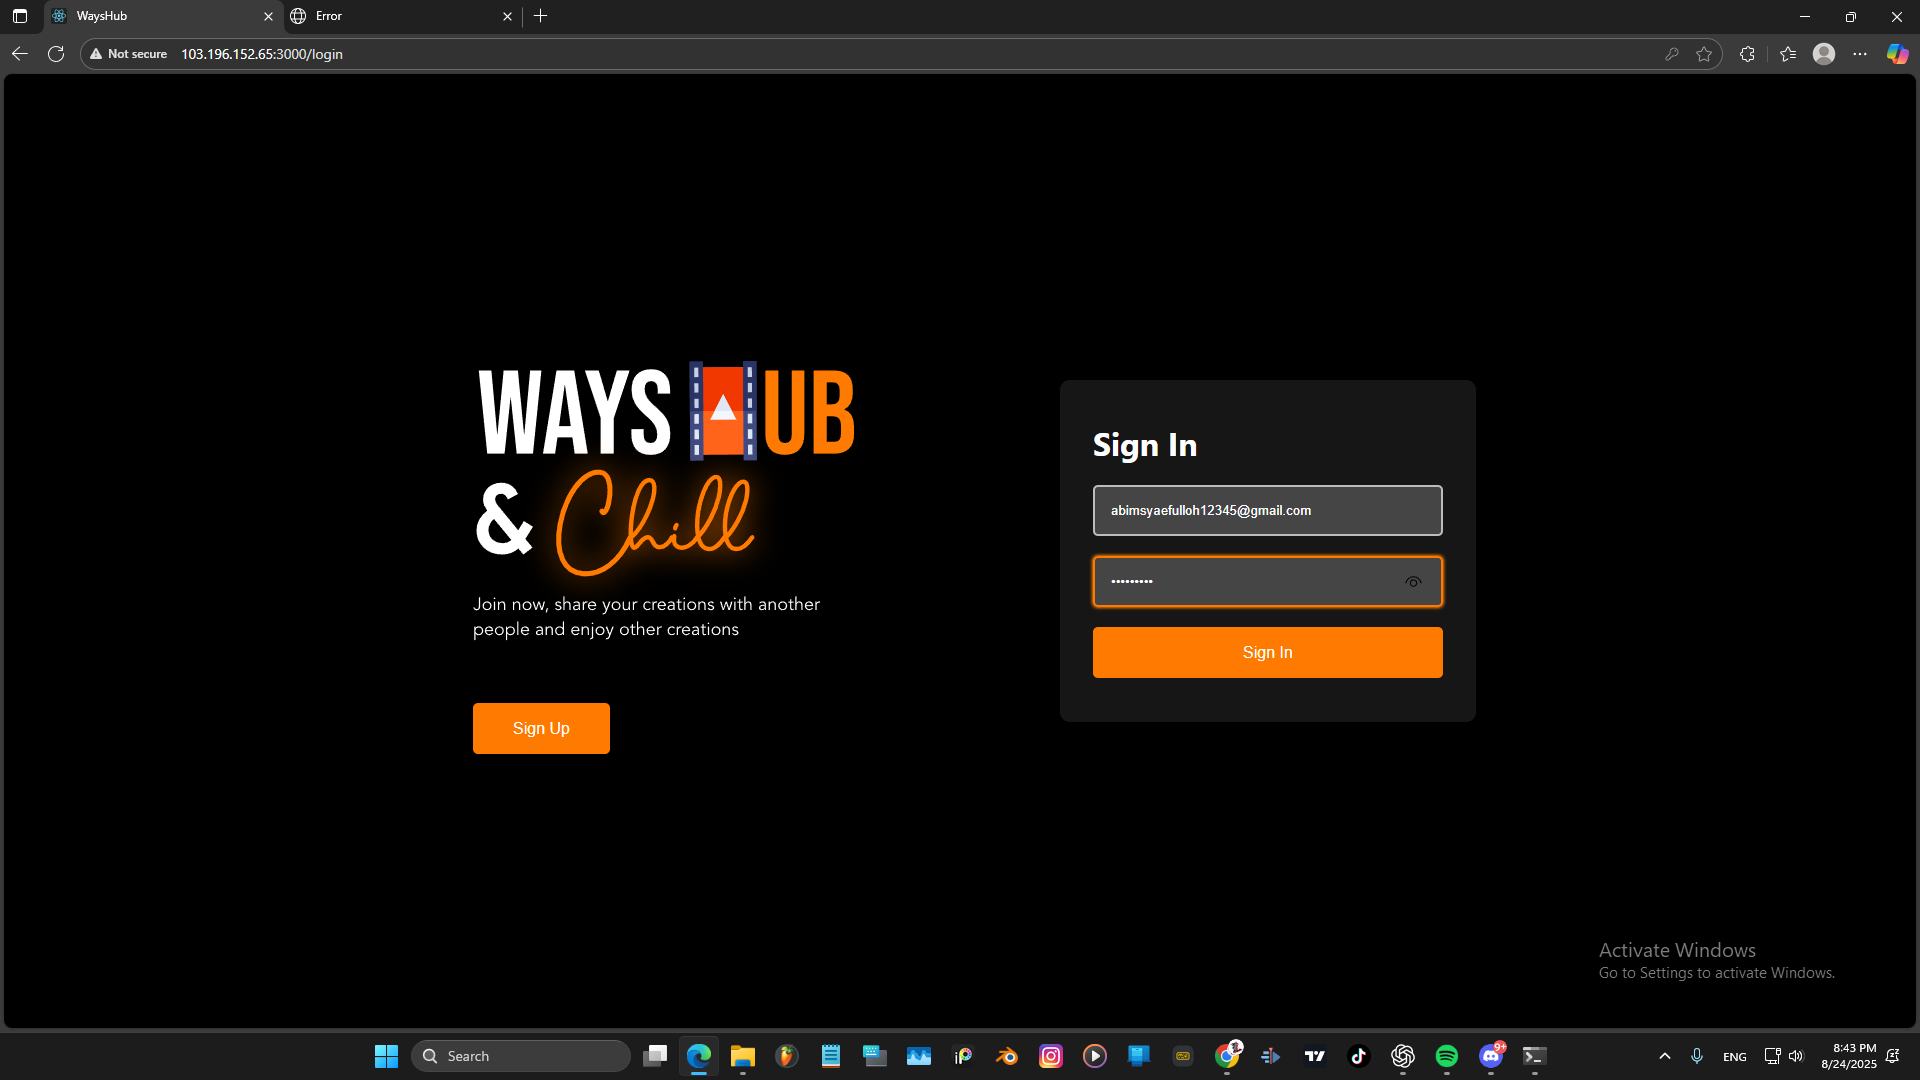 WaysHub
Error
Not secure
103.196.152.65:3000/login
WAYS HUB
& Chill
Join now, share your creations with another
people and enjoy other creations
Sign Up
Sign In
abimsyaefulloh12345@gmail.com
•••••••••
Sign In
Activate Windows
Go to Settings to activate Windows.
Search
9+
ENG
8:43 PM
8/24/2025